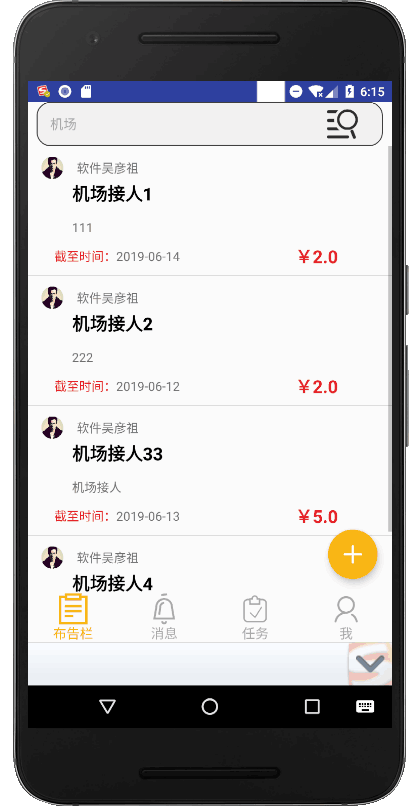 6:15
机场
软件吴彦祖
机场接人1
111
截至时间：2019-06-14
￥2.0
软件吴彦祖
机场接人2
222
截至时间：2019-06-12
￥2.0
软件吴彦祖
机场接人33
机场接人
截至时间：2019-06-13
￥5.0
软件吴彦祖
机场接人4
布告栏 消息 任务 我